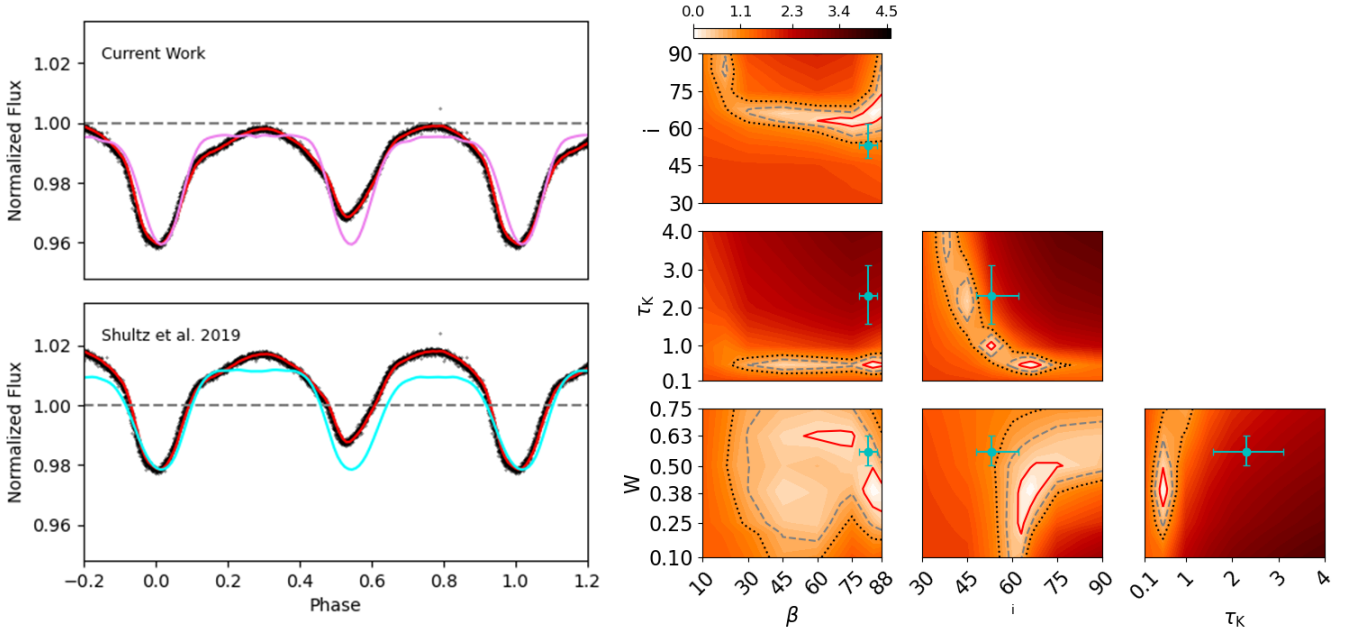 Current Work
Normalized Flux
1.02
1.00
0.98
0.96
Shultz et al. 2019
Normalized Flux
1.02
1.00
0.98
0.96
−0.2 0.0 0.2 0.4 0.6 0.8 1.0 1.2
Phase
0.0 1.1 2.3 3.4 4.5
i
90
75
60
45
30
τK
4.0
3.0
2.0
1.0
0.1
W
0.75
0.63
0.50
0.38
0.25
0.10
10 30 45 60 75 88
β
30 45 60 75 90
i
0.1 1 2 3 4
τK